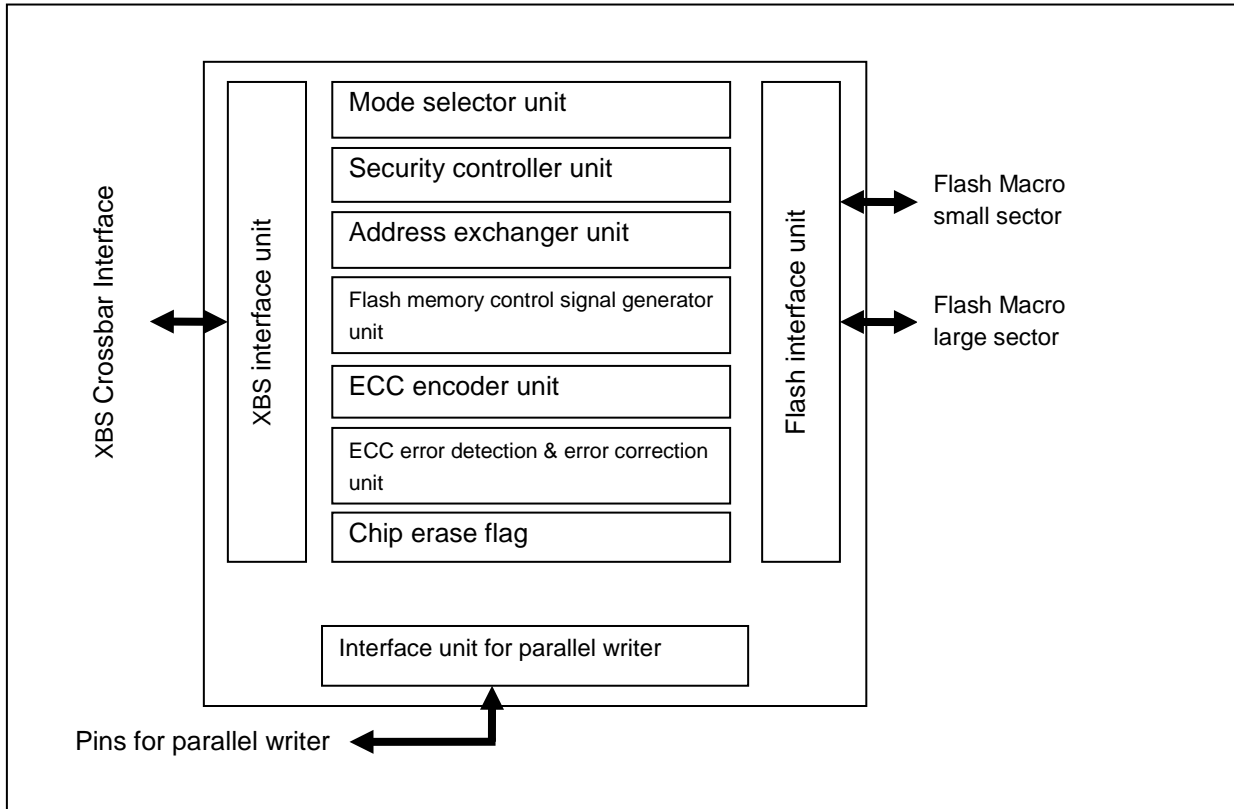 XBS Crossbar Interface
XBS interface unit
Mode selector unit
Security controller unit
Address exchanger unit
Flash memory control signal generator
unit
ECC encoder unit
ECC error detection & error correction
unit
Chip erase flag
Flash interface unit
Flash Macro
small sector
Flash Macro
large sector
Interface unit for parallel writer
Pins for parallel writer